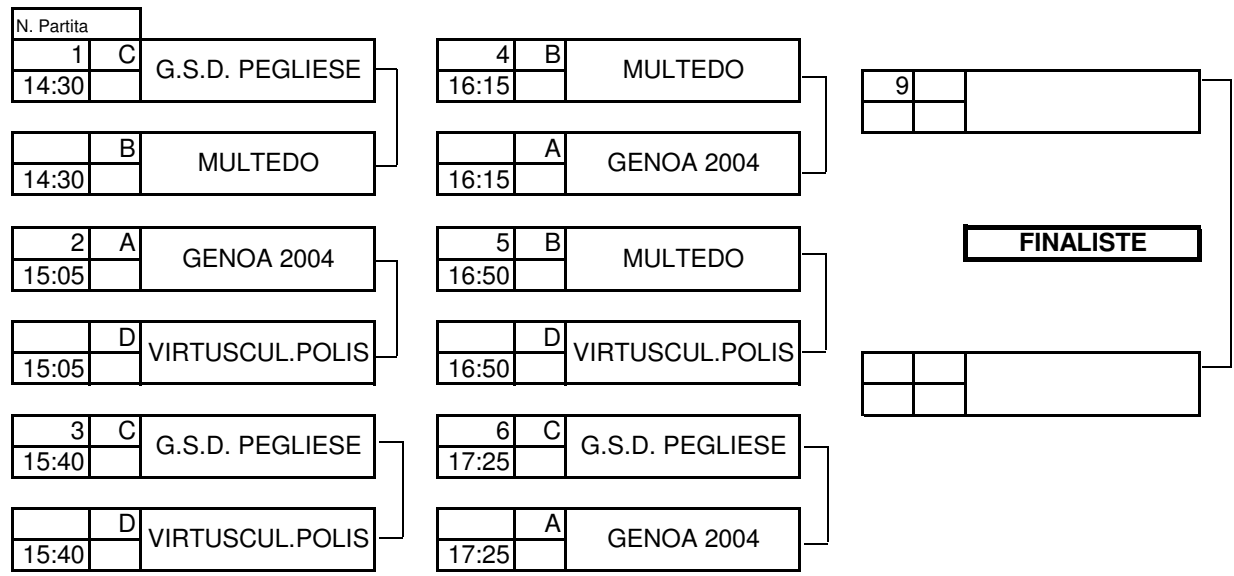 N. Partita
1 C G.S.D. PEGLIESE
14:30
B MULTEDO
14:30
2 A GENOA 2004
15:05
D VIRTUSCUL.POLIS
15:05
3 C G.S.D. PEGLIESE
15:40
D VIRTUSCUL.POLIS
15:40
4 B MULTEDO
16:15
A GENOA 2004
16:15
5 B MULTEDO
16:50
D VIRTUSCUL.POLIS
16:50
6 C G.S.D. PEGLIESE
17:25
A GENOA 2004
17:25
9
FINALISTE